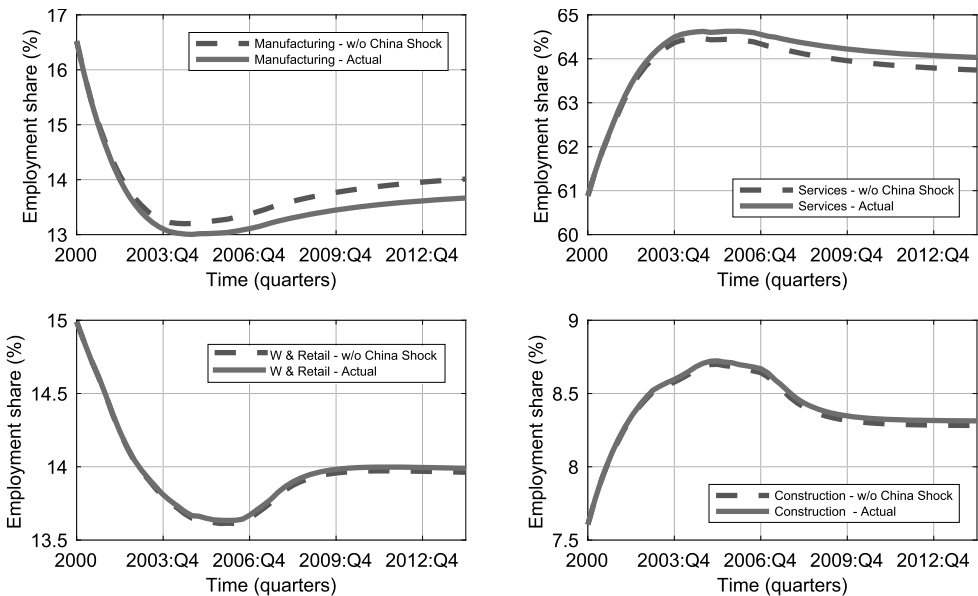 Employment share (%)
17
16
15
14
13
Manufacturing - w/o China Shock
Manufacturing - Actual
2000
2003:Q4
2006:Q4
2009:Q4
2012:Q4
Time (quarters)
Employment share (%)
65
64
63
62
61
60
Services - w/o China Shock
Services - Actual
2000
2003:Q4
2006:Q4
2009:Q4
2012:Q4
Time (quarters)
Employment share (%)
15
14.5
14
13.5
W & Retail - w/o China Shock
W & Retail - Actual
2000
2003:Q4
2006:Q4
2009:Q4
2012:Q4
Time (quarters)
Employment share (%)
9
8.5
8
7.5
Construction - w/o China Shock
Construction - Actual
2000
2003:Q4
2006:Q4
2009:Q4
2012:Q4
Time (quarters)